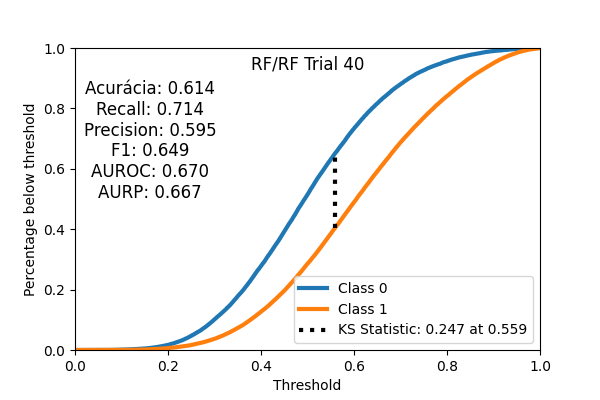 RF/RF Trial 40
Acurácia: 0.614
Recall: 0.714
Precision: 0.595
F1: 0.649
AUROC: 0.670
AURP: 0.667
Percentage below threshold
1.0
0.8
0.6
0.4
0.2
0.0
Class 0
Class 1
KS Statistic: 0.247 at 0.559
0.0 0.2 0.4 0.6 0.8 1.0
Threshold